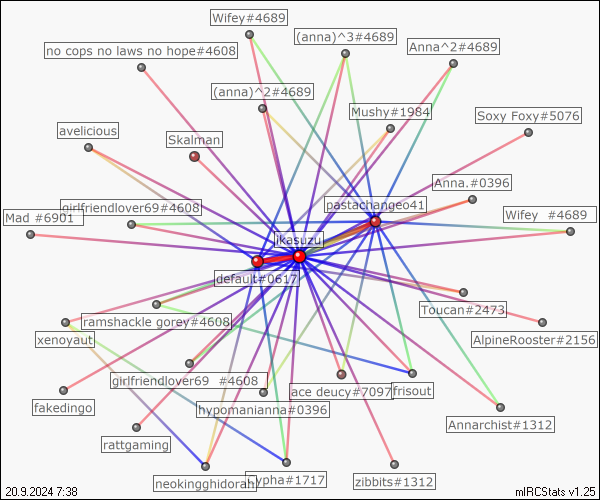 Wifey#4689
(anna)^3#4689
Anna^2#4689
no cops no laws no hope#4608
(anna)^2#4689
Mushy#1984
Soxy Foxy#5076
avelicious
Skalman
Anna.#0396
girlfriendlover69#4608
pastachangeo41
Mad #6901
Wifey  #4689
ikasuzu
default#0617
Toucan#2473
ramshackle gorey#4608
xenoyaut
AlpineRooster#2156
girlfriendlover69  #4608
ace deucy#7097
frisout
hypomanianna#0396
fakedingo
Annarchist#1312
rattgaming
neokingghidorah
hypha#1717
zibbits#1312
20.9.2024 7:38
mIRCStats v1.25